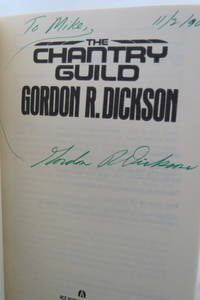 To Mike,
11/2/90
THE
CHANTRY
GUILD
GORDON R. DICKSON
Gordon R Dickson